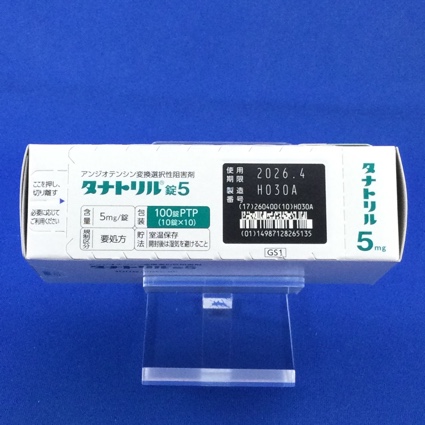 ここを押し、
切り離す
必要に応じて
ご利用ください
アンジオテンシン変換選択性阻害剤
タナトリル®錠5
含量 5mg/錠
包装 100錠PTP
(10錠×10)
規制区分 要処方
貯法 室温保存
開封後は湿気を避けること
使用期限 2026.4
製造番号 H030A
(17)260400(10)H030A
(01)14987128265135
GS1
タナトリル
5mg